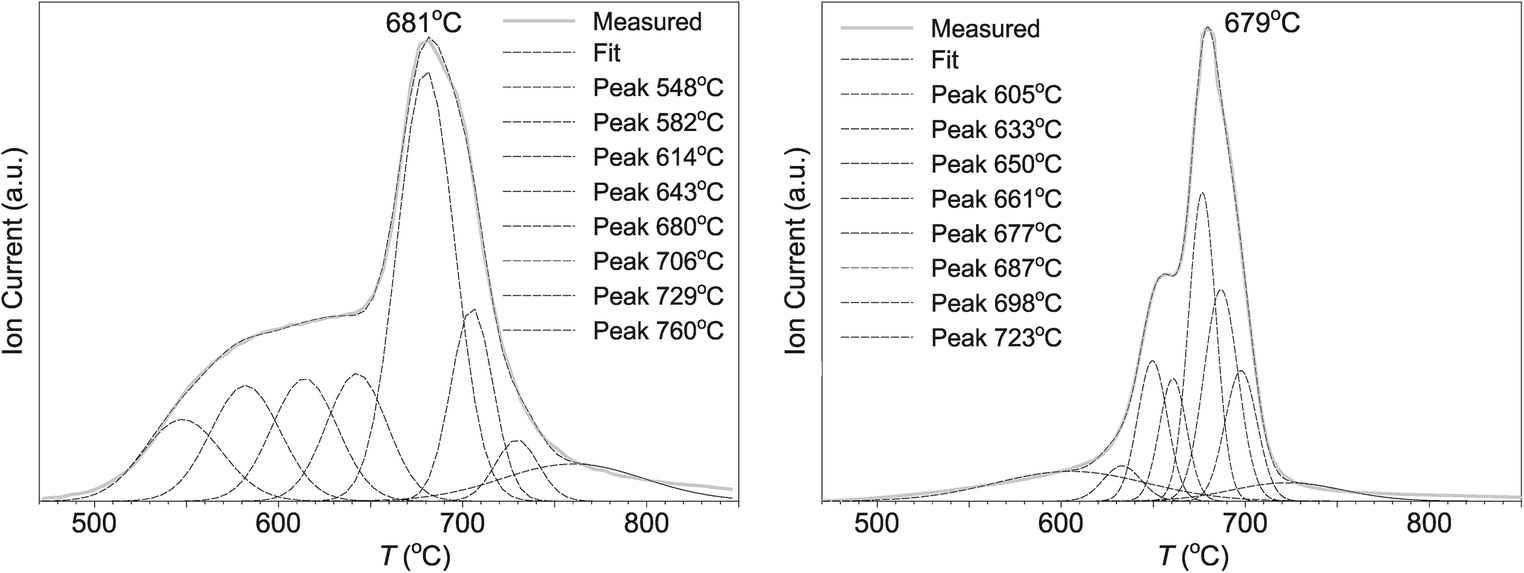 681°C
Measured
Fit
Peak 548°C
Peak 582°C
Peak 614°C
Peak 643°C
Peak 680°C
Peak 706°C
Peak 729°C
Peak 760°C
Ion Current (a.u.)
500 600 700 800
T (°C)
679°C
Measured
Fit
Peak 605°C
Peak 633°C
Peak 650°C
Peak 661°C
Peak 677°C
Peak 687°C
Peak 698°C
Peak 723°C
Ion Current (a.u.)
500 600 700 800
T (°C)